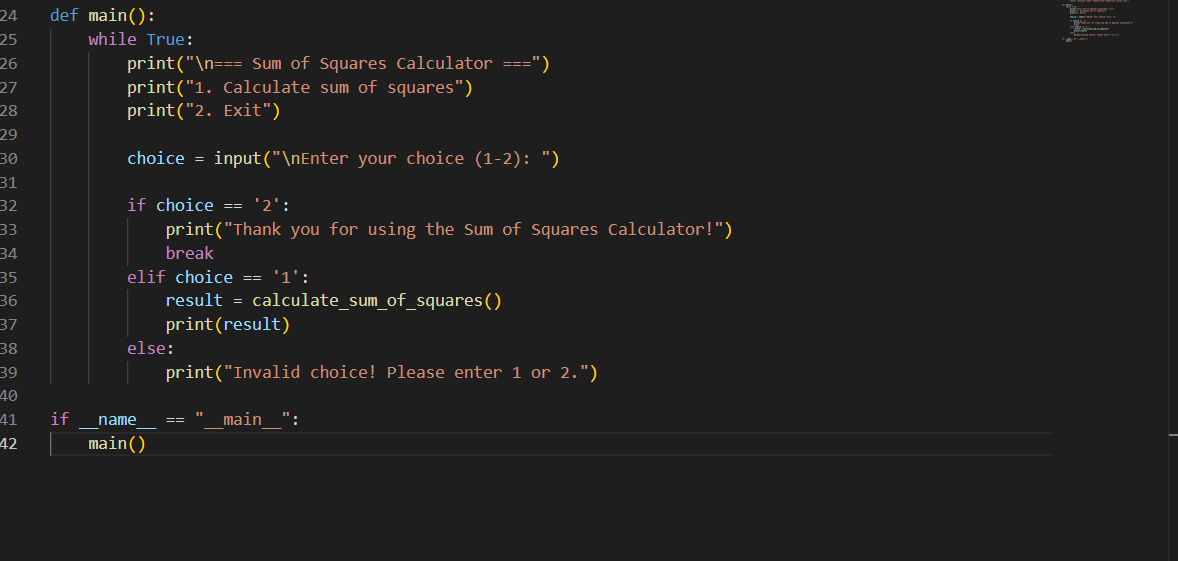 24 def main():
25     while True:
26         print("\n=== Sum of Squares Calculator ===")
27         print("1. Calculate sum of squares")
28         print("2. Exit")
29
30         choice = input("\nEnter your choice (1-2): ")
31
32         if choice == '2':
33             print("Thank you for using the Sum of Squares Calculator!")
34             break
35         elif choice == '1':
36             result = calculate_sum_of_squares()
37             print(result)
38         else:
39             print("Invalid choice! Please enter 1 or 2.")
40
41 if __name__ == "__main__":
42     main()